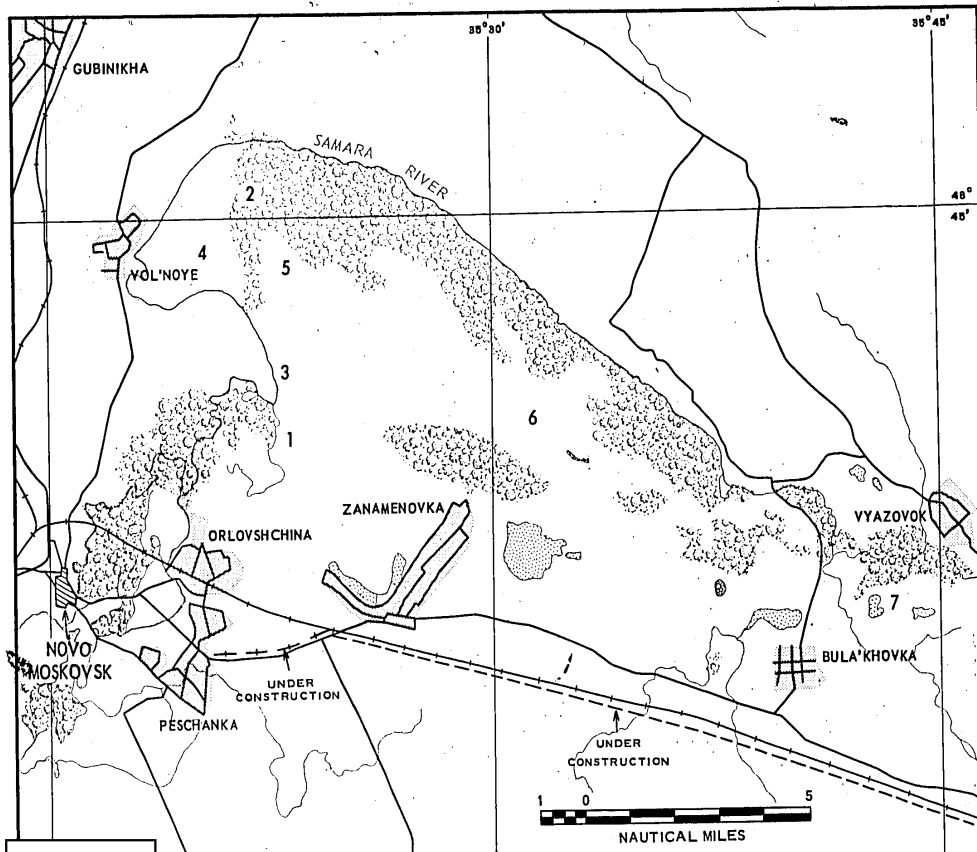 35° 30'
35° 45'
GUBINIKHA
SAMARA RIVER
2
48°
45'
4
5
VOL'NOYE
3
1
6
ZANAMENOVKA
VYAZOVOK
ORLOVSHCHINA
7
NOVO
MOSKOVSK
UNDER
CONSTRUCTION
BULA'KHOVKA
PESCHANKA
UNDER
CONSTRUCTION
1 0 5
NAUTICAL MILES